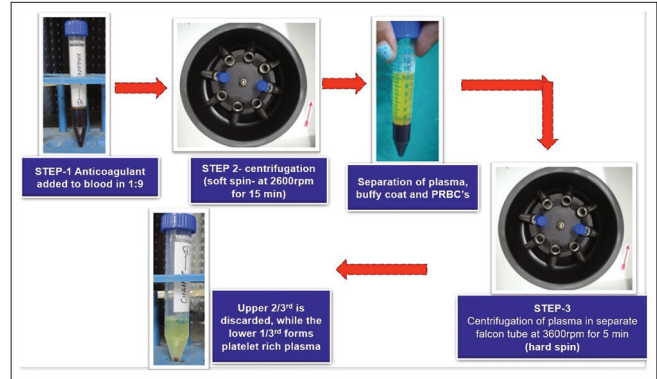 STEP-1 Anticoagulant
added to blood in 1:9
STEP 2- centrifugation
(soft spin- at 2600rpm
for 15 min)
Separation of plasma,
buffy coat and PRBC's
STEP-3
Centrifugation of plasma in separate
falcon tube at 3600rpm for 5 min
(hard spin)
Upper 2/3rd is
discarded, while the
lower 1/3rd forms
platelet rich plasma